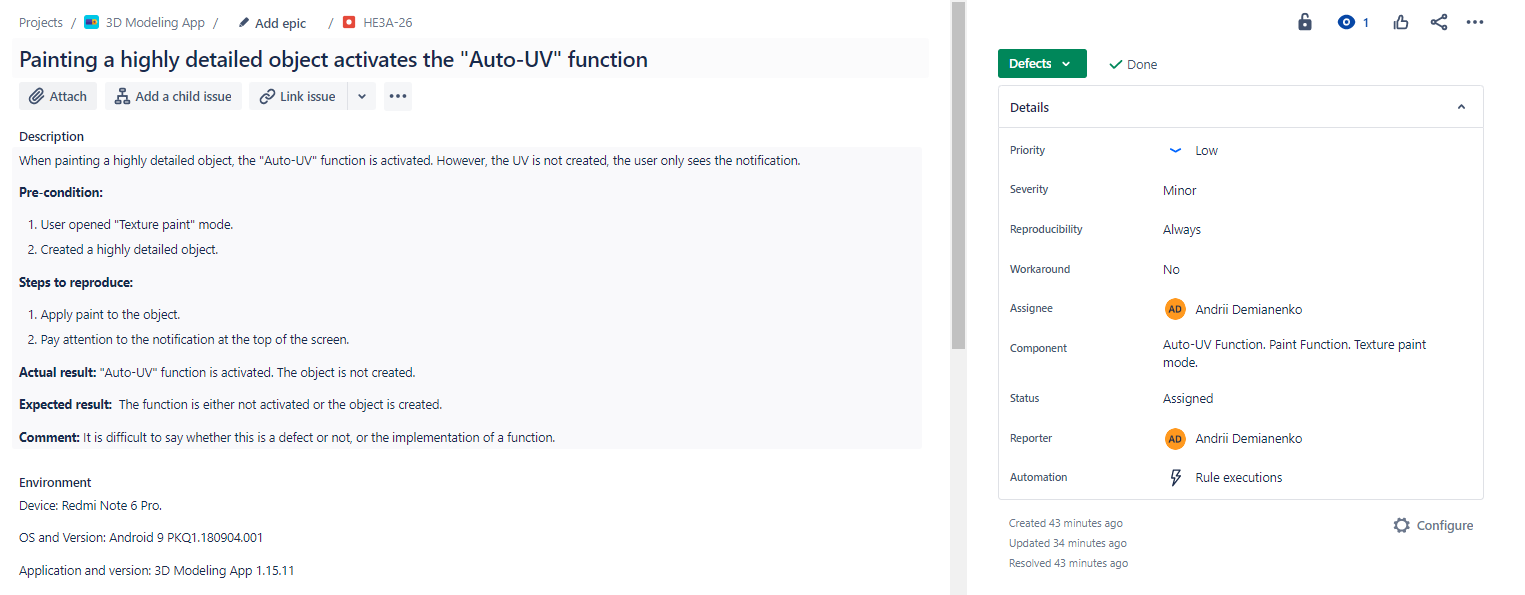 Projects / 3D Modeling App / Add epic / HE3A-26
Painting a highly detailed object activates the "Auto-UV" function
Attach Add a child issue Link issue
Description
When painting a highly detailed object, the "Auto-UV" function is activated. However, the UV is not created, the user only sees the notification.
Pre-condition:
1. User opened "Texture paint" mode.
2. Created a highly detailed object.
Steps to reproduce:
1. Apply paint to the object.
2. Pay attention to the notification at the top of the screen.
Actual result: "Auto-UV" function is activated. The object is not created.
Expected result: The function is either not activated or the object is created.
Comment: It is difficult to say whether this is a defect or not, or the implementation of a function.
Environment
Device: Redmi Note 6 Pro.
OS and Version: Android 9 PKQ1.180904.001
Application and version: 3D Modeling App 1.15.11
1
Defects Done
Details
Priority Low
Severity Minor
Reproducibility Always
Workaround No
Assignee AD Andrii Demianenko
Component Auto-UV Function. Paint Function. Texture paint
mode.
Status Assigned
Reporter AD Andrii Demianenko
Automation Rule executions
Created 43 minutes ago Configure
Updated 34 minutes ago
Resolved 43 minutes ago